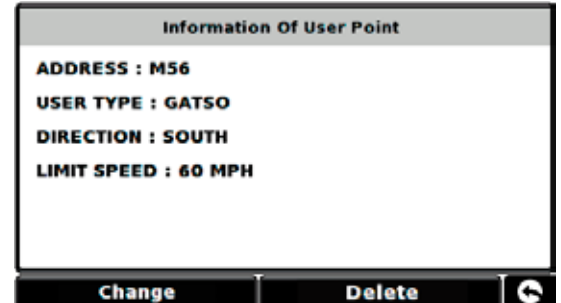 Information Of User Point
ADDRESS : M56
USER TYPE : GATSO
DIRECTION : SOUTH
LIMIT SPEED : 60 MPH
Change Delete